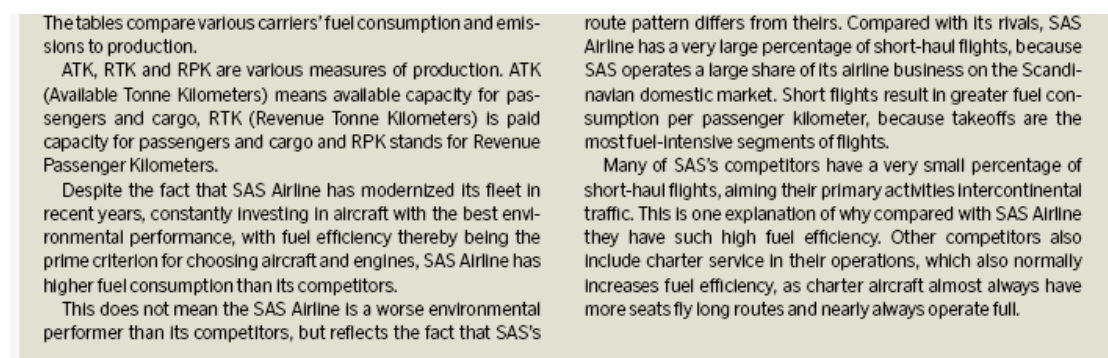 The tables compare various carriers' fuel consumption and emis-
sions to production.
ATK, RTK and RPK are various measures of production. ATK
(Available Tonne Kilometers) means available capacity for pas-
sengers and cargo, RTK (Revenue Tonne Kilometers) is paid
capacity for passengers and cargo and RPK stands for Revenue
Passenger Kilometers.
Despite the fact that SAS Airline has modernized its fleet in
recent years, constantly investing in aircraft with the best envi-
ronmental performance, with fuel efficiency thereby being the
prime criterion for choosing aircraft and engines, SAS Airline has
higher fuel consumption than its competitors.
This does not mean the SAS Airline is a worse environmental
performer than its competitors, but reflects the fact that SAS's
route pattern differs from theirs. Compared with its rivals, SAS
Airline has a very large percentage of short-haul flights, because
SAS operates a large share of its airline business on the Scandi-
navian domestic market. Short flights result in greater fuel con-
sumption per passenger kilometer, because takeoffs are the
most fuel-intensive segments of flights.
Many of SAS's competitors have a very small percentage of
short-haul flights, aiming their primary activities intercontinental
traffic. This is one explanation of why compared with SAS Airline
they have such high fuel efficiency. Other competitors also
include charter service in their operations, which also normally
increases fuel efficiency, as charter aircraft almost always have
more seats fly long routes and nearly always operate full.